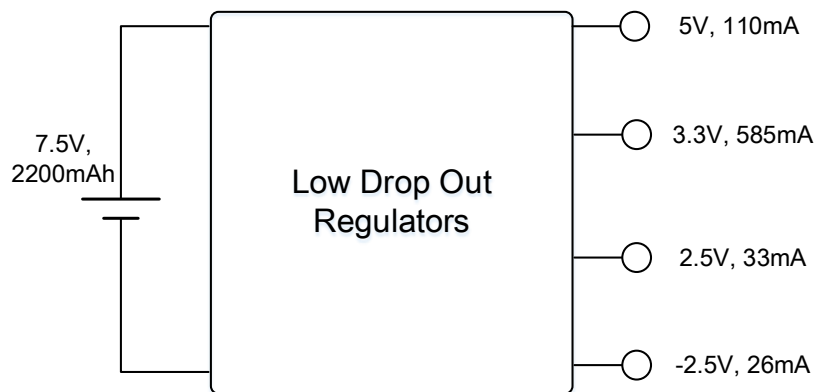 5V, 110mA
7.5V,
2200mAh
3.3V, 585mA
Low Drop Out
Regulators
2.5V, 33mA
-2.5V, 26mA